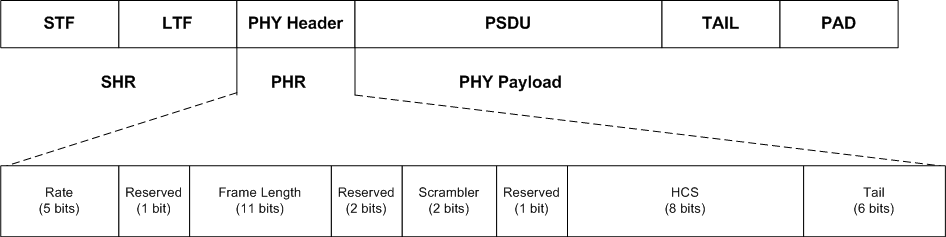 STF LTF PHY Header PSDU TAIL PAD
SHR PHR PHY Payload
Rate Reserved Frame Length Reserved Scrambler Reserved HCS Tail
(5 bits) (1 bit) (11 bits) (2 bits) (2 bits) (1 bit) (8 bits) (6 bits)